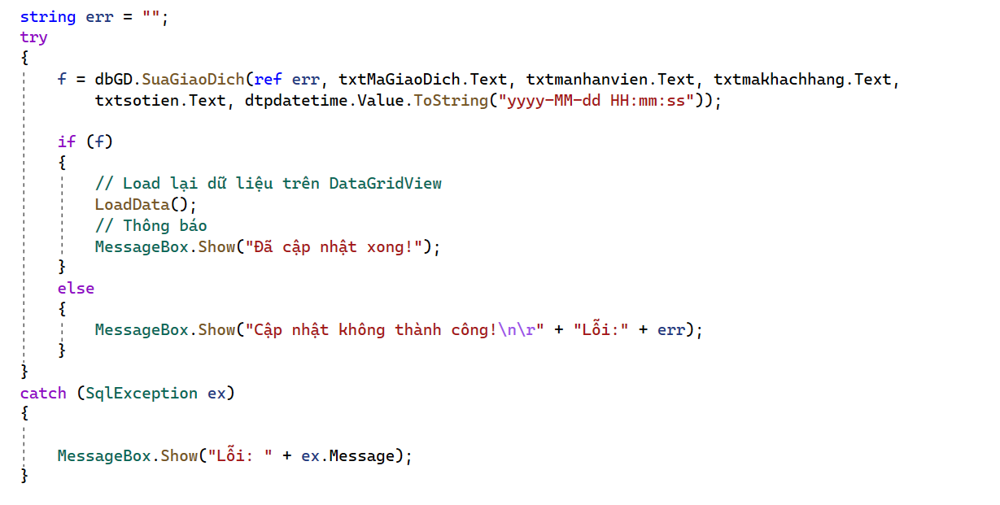 string err = "";
try
{
f = dbGD.SuaGiaoDich(ref err, txtMaGiaoDich.Text, txtmanhanvien.Text, txtmakhachhang.Text,
txtsotien.Text, dtpdatetime.Value.ToString("yyyy-MM-dd HH:mm:ss"));
if (f)
{
// Load lại dữ liệu trên DataGridView
LoadData();
// Thông báo
MessageBox.Show("Đã cập nhật xong!");
}
else
{
MessageBox.Show("Cập nhật không thành công!\n\r" + "Lỗi:" + err);
}
}
catch (SqlException ex)
{
MessageBox.Show("Lỗi: " + ex.Message);
}